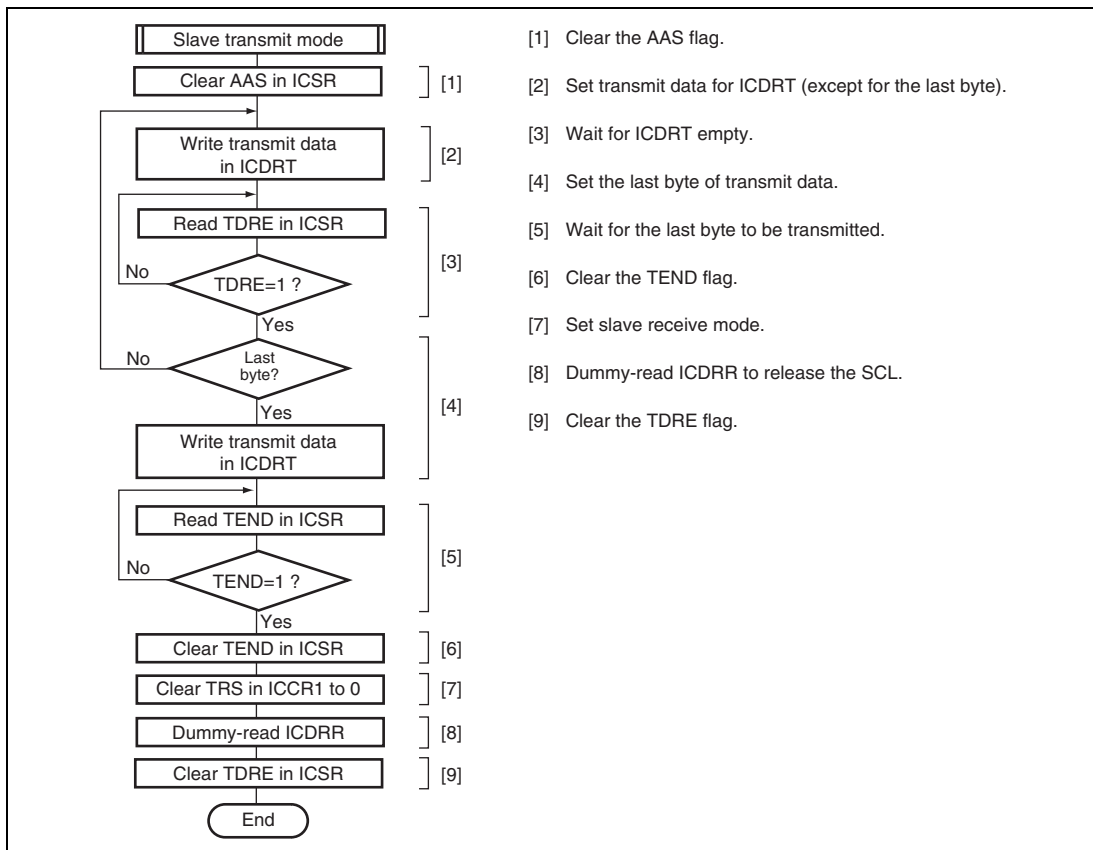 Slave transmit mode
Clear AAS in ICSR
[1]
Write transmit data
in ICDRT
[2]
Read TDRE in ICSR
No
TDRE=1 ?
[3]
Yes
No
Last
byte?
Yes
[4]
Write transmit data
in ICDRT
Read TEND in ICSR
No
TEND=1 ?
[5]
Yes
Clear TEND in ICSR
[6]
Clear TRS in ICCR1 to 0
[7]
Dummy-read ICDRR
[8]
Clear TDRE in ICSR
[9]
End
[1] Clear the AAS flag.
[2] Set transmit data for ICDRT (except for the last byte).
[3] Wait for ICDRT empty.
[4] Set the last byte of transmit data.
[5] Wait for the last byte to be transmitted.
[6] Clear the TEND flag.
[7] Set slave receive mode.
[8] Dummy-read ICDRR to release the SCL.
[9] Clear the TDRE flag.